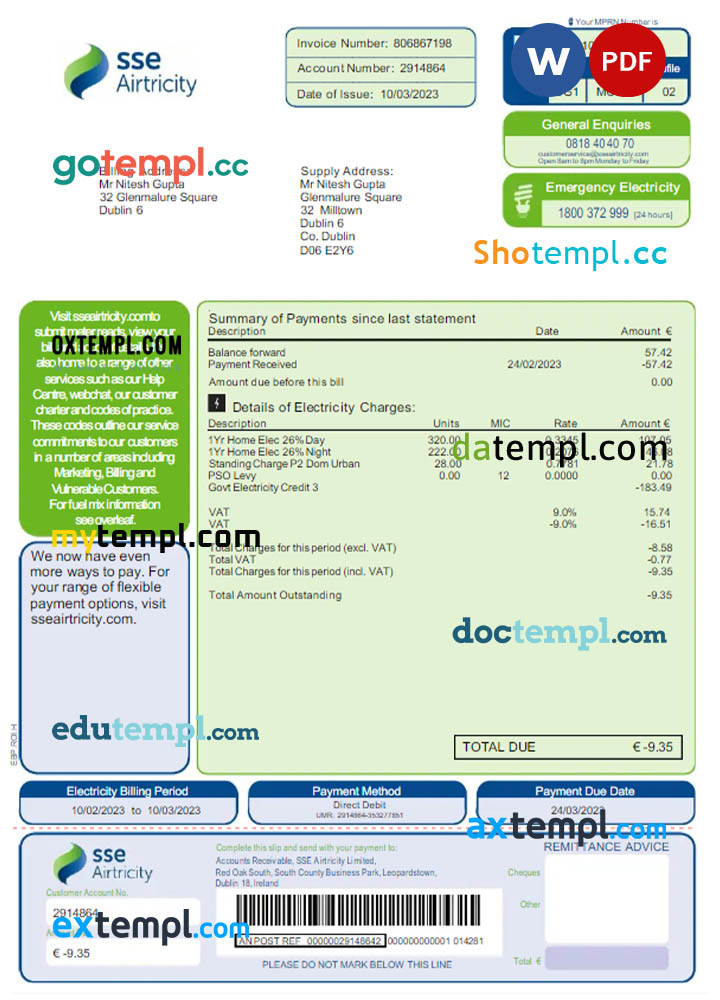 sse
Airtricity
Invoice Number: 806867198
Account Number: 2914864
Date of Issue: 10/03/2023
Your MPRN Number is
W
PDF
02
General Enquiries
0818 40 40 70
customerservice@sseairtricity.com
Open 8am to 8pm Monday to Friday
Emergency Electricity
1800 372 999 (24 hours)
gotempl.cc
Billing Address:
Mr Nitesh Gupta
32 Glenmalure Square
Dublin 6
Supply Address:
Mr Nitesh Gupta
Glenmalure Square
32 Milltown
Dublin 6
Co. Dublin
D06 E2Y6
Shotempl.cc
Visit sseairtricity.com to
submit meter reads, view your
OXTEMPL.COM
also home to a range of other
services such as our Help
Centre, webchat, our customer
charter and codes of practice.
These codes outline our service
commitments to our customers
in a number of areas including
Marketing, Billing and
Vulnerable Customers.
For fuel mix information
see overleaf.
mytempl.com
We now have even
more ways to pay. For
your range of flexible
payment options, visit
sseairtricity.com.
edutempl.com
Summary of Payments since last statement
Description Date Amount €
Balance forward 57.42
Payment Received 24/02/2023 -57.42
Amount due before this bill 0.00
Details of Electricity Charges:
Description Units MIC Rate Amount €
1Yr Home Elec 26% Day 320.00 0.3345 107.05
1Yr Home Elec 26% Night 222.00
Standing Charge P2 Dom Urban 28.00 21.78
PSO Levy 0.00 12 0.0000 0.00
Govt Electricity Credit 3 -183.49
datempl.com
VAT 9.0% 15.74
VAT -9.0% -16.51
Total Charges for this period (excl. VAT) -8.58
Total VAT -0.77
Total Charges for this period (incl. VAT) -9.35
Total Amount Outstanding -9.35
doctempl.com
TOTAL DUE € -9.35
Electricity Billing Period
10/02/2023 to 10/03/2023
Payment Method
Direct Debit
UMR: 2914864-353277851
Payment Due Date
24/03/2023
axtempl.com
REMITTANCE ADVICE
sse
Airtricity
Customer Account No.
2914864
extempl.com
€ -9.35
Complete this slip and send with your payment to:
Accounts Receivable, SSE Airtricity Limited,
Red Oak South, South County Business Park, Leopardstown,
Dublin 18, Ireland
AN POST REF 00000029148642 000000000001 014281
PLEASE DO NOT MARK BELOW THIS LINE
Cheques
Other
Total €